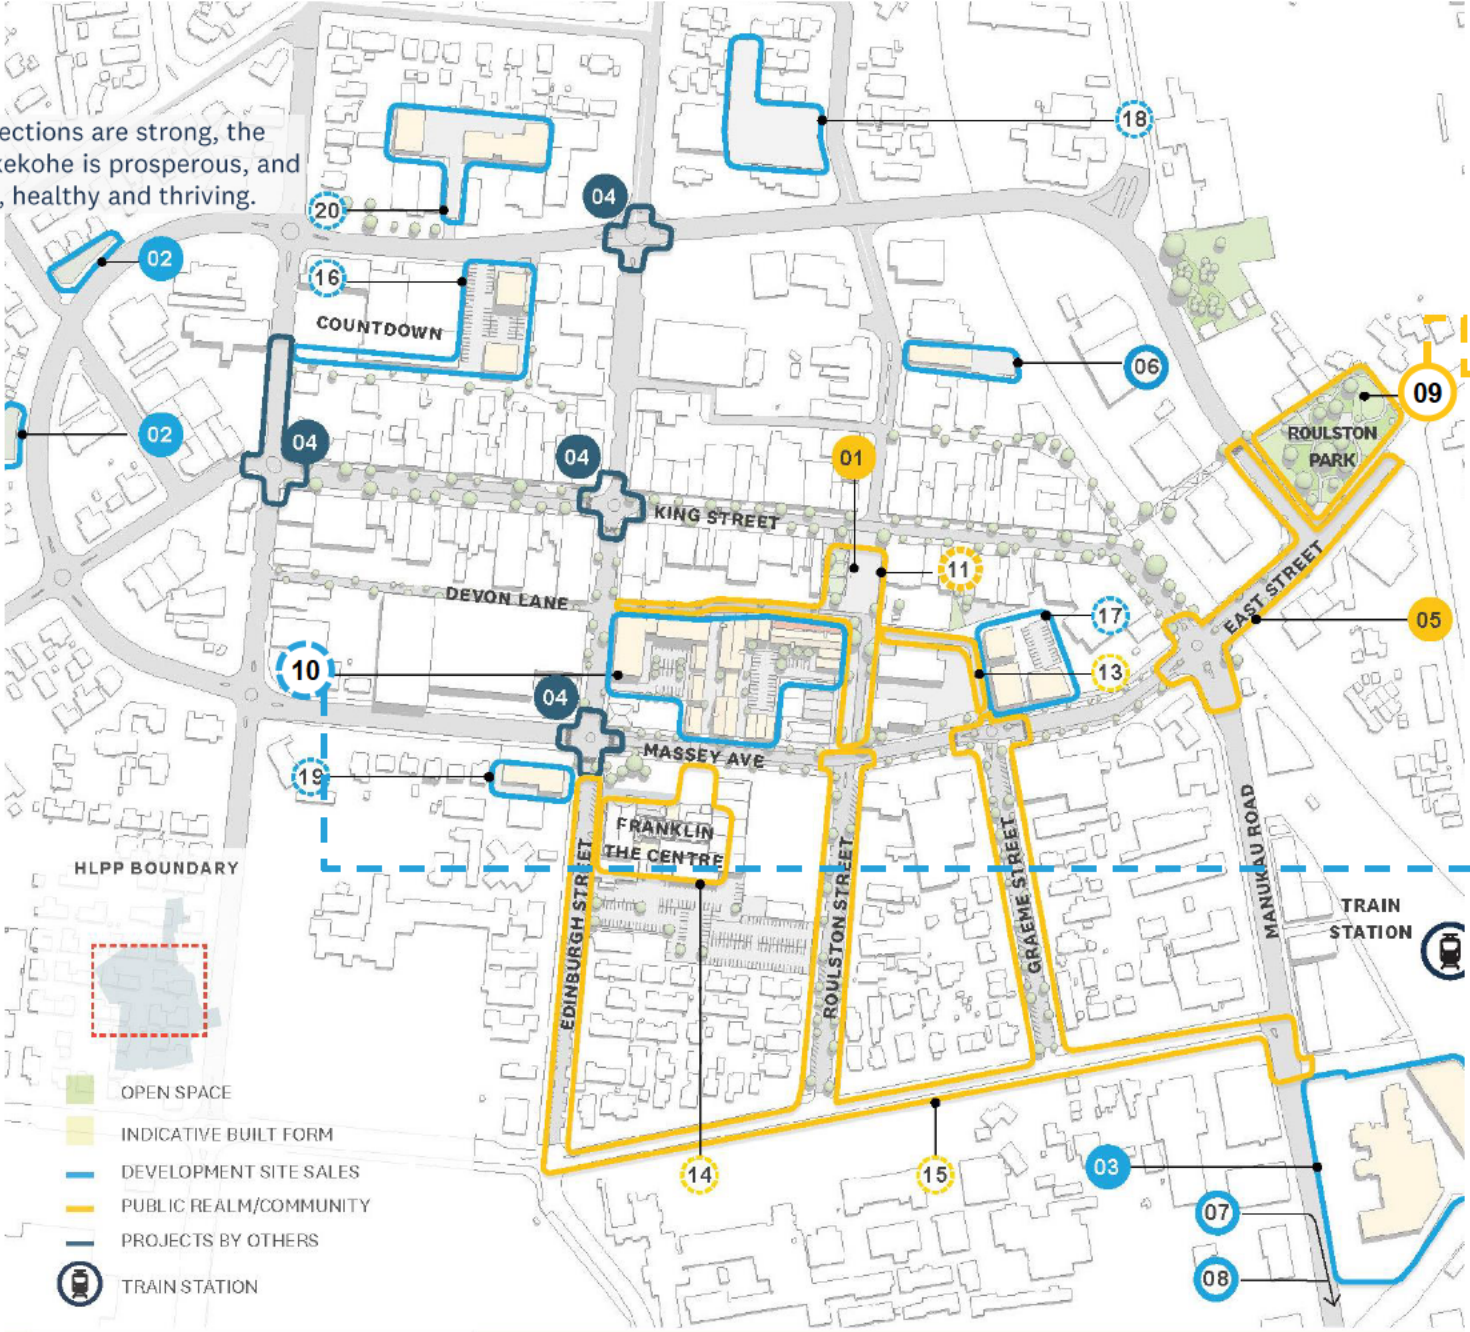 ections are strong, the
kekohe is prosperous, and
, healthy and thriving.
18
20
04
02
16
COUNTDOWN
06
09
ROULSTON
PARK
02
04
04
01
KING STREET
11
EAST STREET
DEVON LANE
17
05
10
13
04
MASSEY AVE
19
FRANKLIN
THE CENTRE
EDINBURGH STREET
ROULSTON STREET
GRAEME STREET
MANUKAU ROAD
HLPP BOUNDARY
TRAIN
STATION
OPEN SPACE
INDICATIVE BUILT FORM
DEVELOPMENT SITE SALES
PUBLIC REALM/COMMUNITY
PROJECTS BY OTHERS
TRAIN STATION
14
15
03
07
08